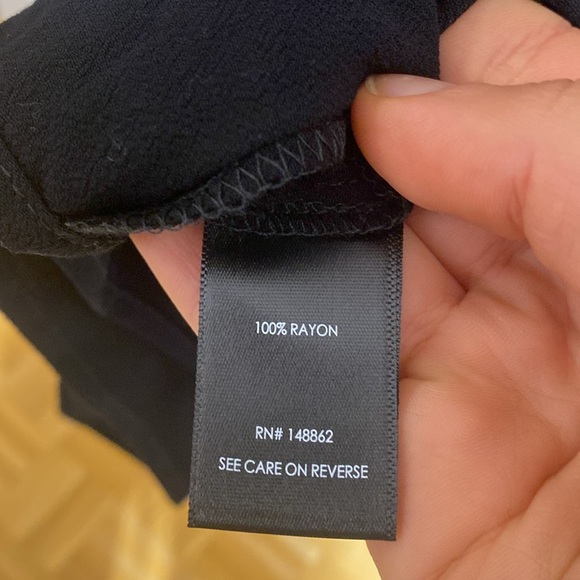 100% RAYON
RN# 148862
SEE CARE ON REVERSE